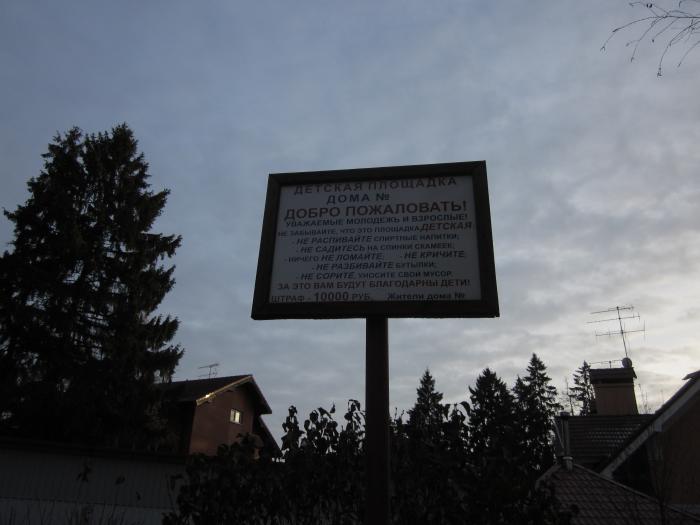 ДЕТСКАЯ ПЛОЩАДКА
ДОМА №
ДОБРО ПОЖАЛОВАТЬ!
УВАЖАЕМЫЕ МОЛОДЕЖЬ И ВЗРОСЛЫЕ!
НЕ ЗАБЫВАЙТЕ, ЧТО ЭТО ПЛОЩАДКА ДЕТСКАЯ
- НЕ РАСПИВАЙТЕ СПИРТНЫЕ НАПИТКИ;
- НЕ САДИТЕСЬ НА СПИНКИ СКАМЕЕК;
- НИЧЕГО НЕ ЛОМАЙТЕ; - НЕ КРИЧИТЕ;
- НЕ РАЗБИВАЙТЕ БУТЫЛКИ;
- НЕ СОРИТЕ, УНОСИТЕ СВОЙ МУСОР.
ЗА ЭТО ВАМ БУДУТ БЛАГОДАРНЫ ДЕТИ!
ШТРАФ - 10000 РУБ. Жители дома №